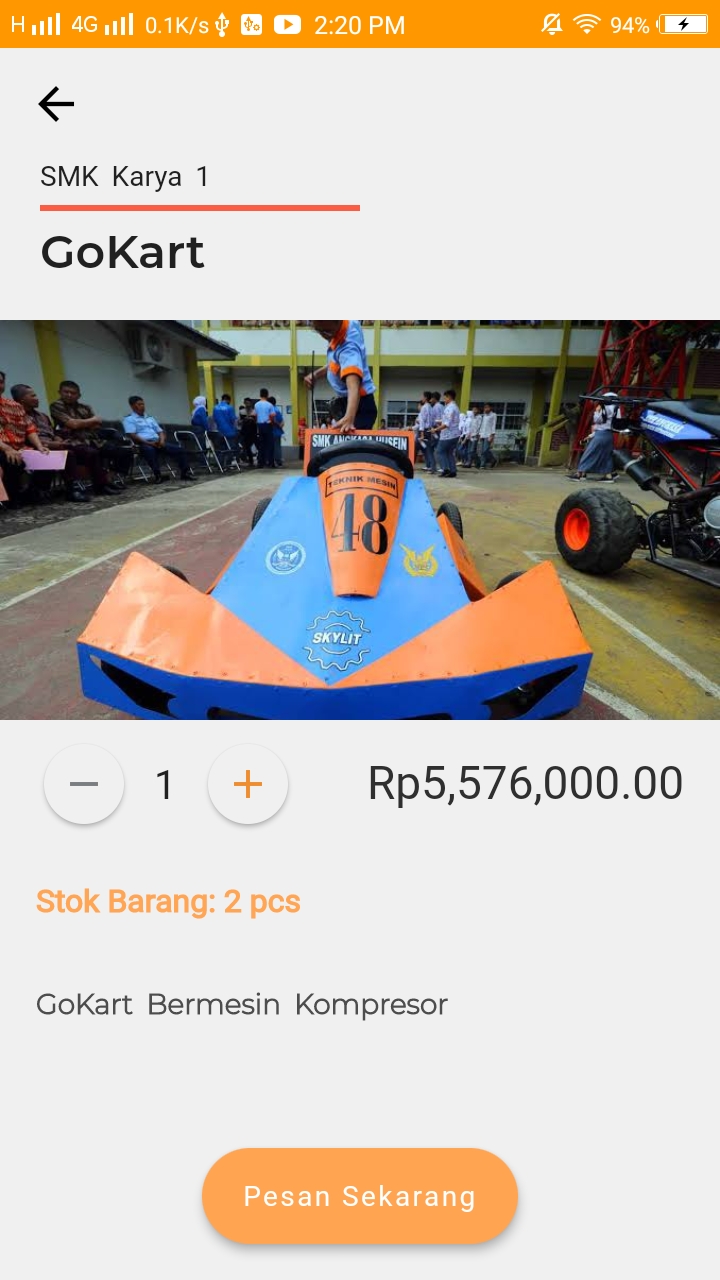 H 4G 0.1K/s 2:20 PM 94%
SMK Karya 1
GoKart
SMK ANGKASA HUSEIN
TEKNIK MESIN
48
SKYLIT
1 Rp5,576,000.00
Stok Barang: 2 pcs
GoKart Bermesin Kompresor
Pesan Sekarang